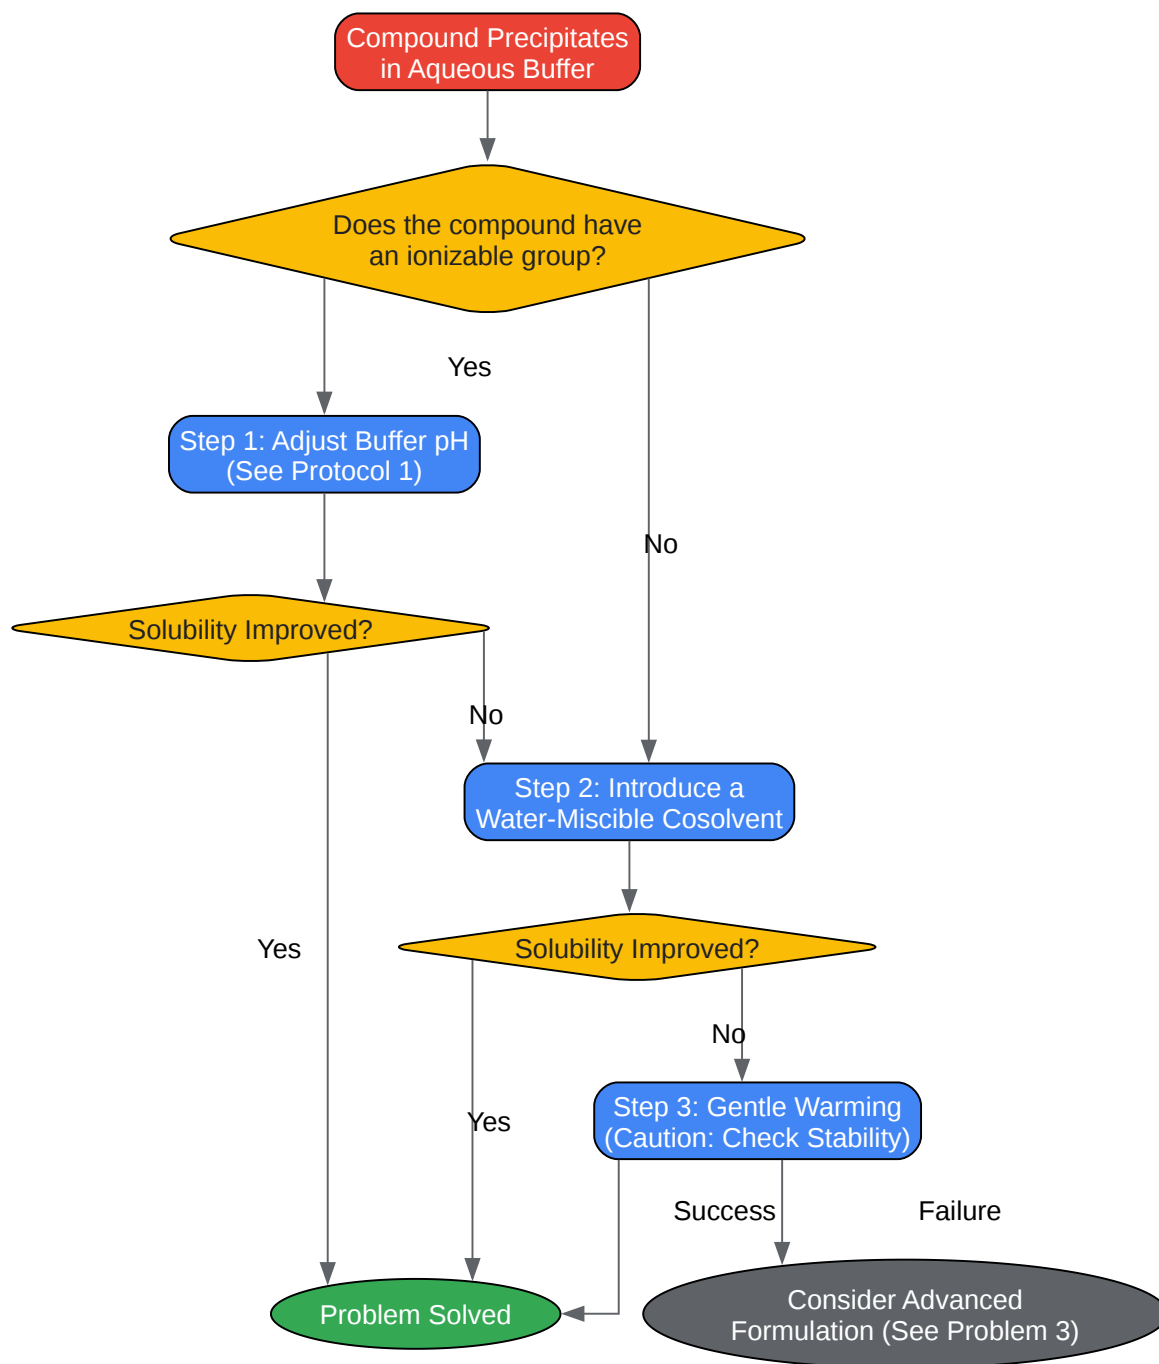 Compound Precipitates
in Aqueous Buffer
Does the compound have
an ionizable group?
Yes
Step 1: Adjust Buffer pH
(See Protocol 1)
No
Solubility Improved?
No
Step 2: Introduce a
Water-Miscible Cosolvent
Yes
Solubility Improved?
No
Step 3: Gentle Warming
(Caution: Check Stability)
Yes
Success
Failure
Problem Solved
Consider Advanced
Formulation (See Problem 3)